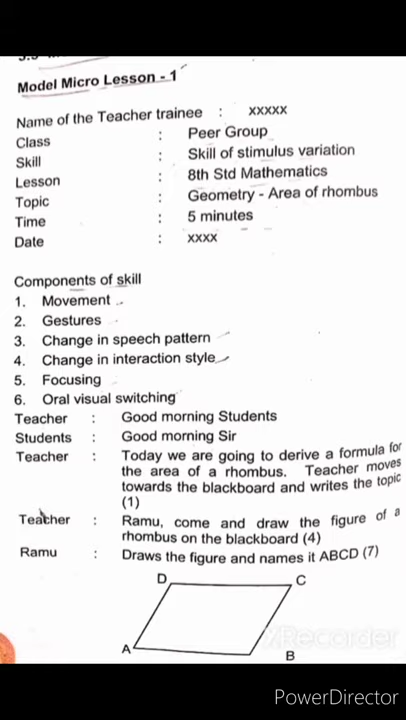 Model Micro Lesson - 1
Name of the Teacher trainee : xxxxx
Class : Peer Group
Skill : Skill of stimulus variation
Lesson : 8th Std Mathematics
Topic : Geometry - Area of rhombus
Time : 5 minutes
Date : xxxx
Components of skill
1. Movement
2. Gestures
3. Change in speech pattern
4. Change in interaction style
5. Focusing
6. Oral visual switching
Teacher : Good morning Students
Students : Good morning Sir
Teacher : Today we are going to derive a formula for
the area of a rhombus. Teacher moves
towards the blackboard and writes the topic
(1)
Teacher : Ramu, come and draw the figure of a
rhombus on the blackboard (4)
Ramu : Draws the figure and names it ABCD (7)
D C
A B
Recorder
PowerDirector